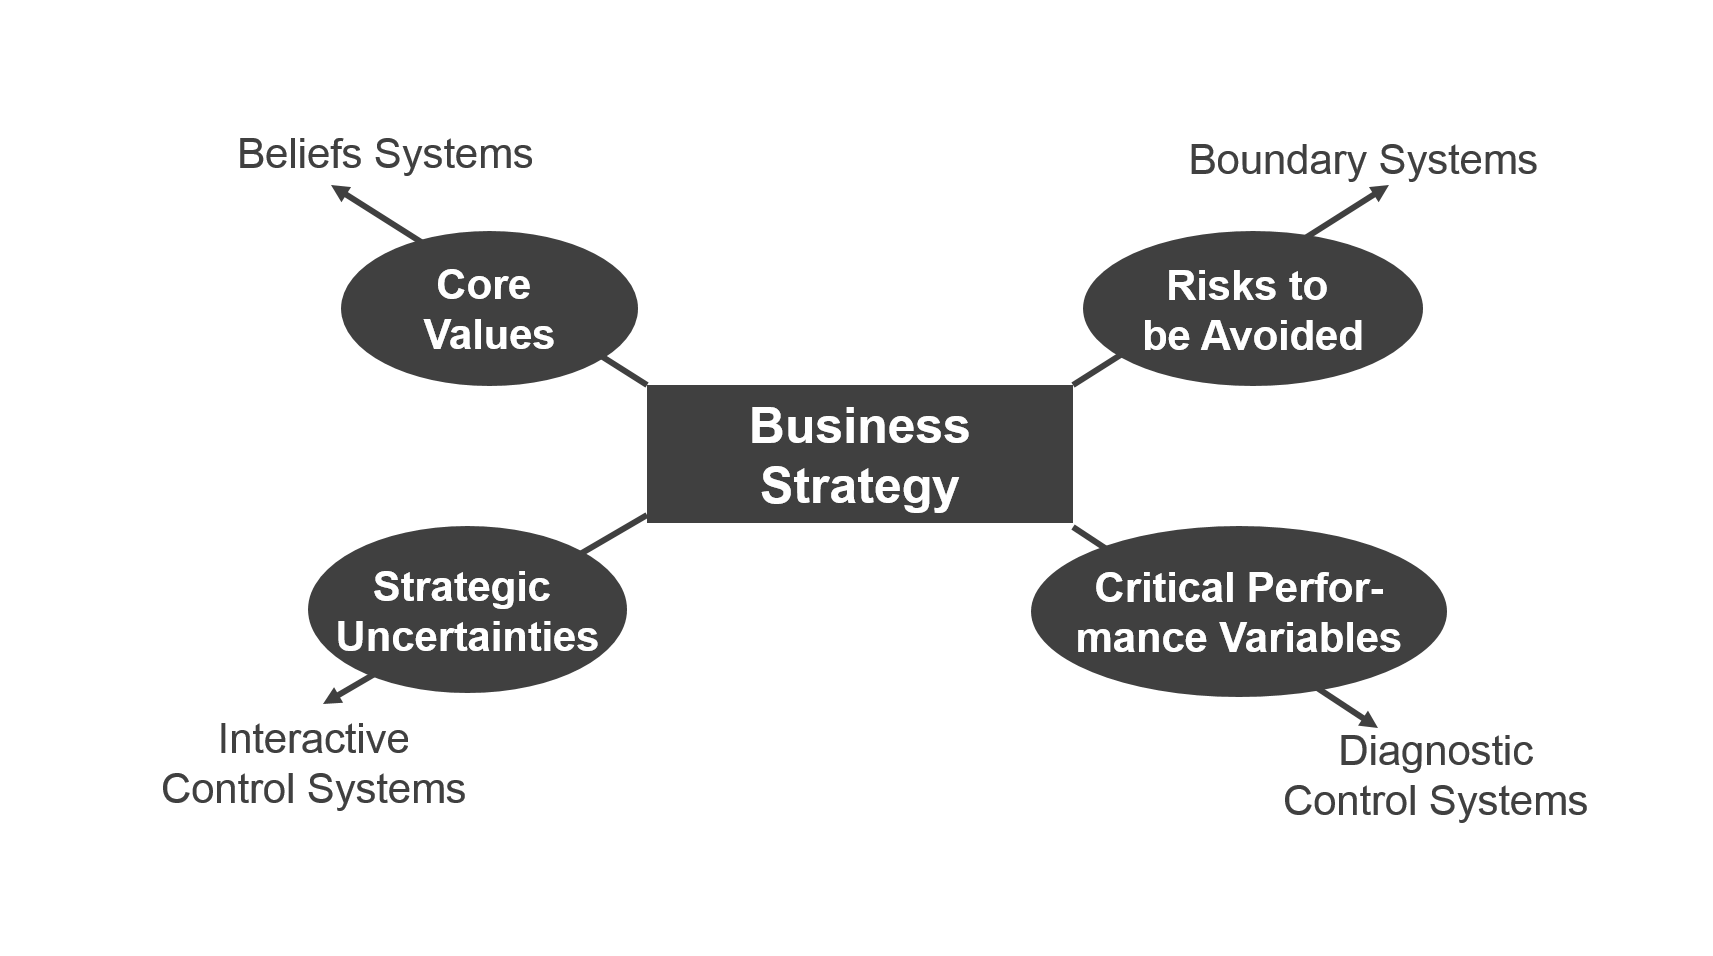 Beliefs Systems
Boundary Systems
Core
Values
Risks to
be Avoided
Business
Strategy
Strategic
Uncertainties
Critical Perfor-
mance Variables
Interactive
Control Systems
Diagnostic
Control Systems